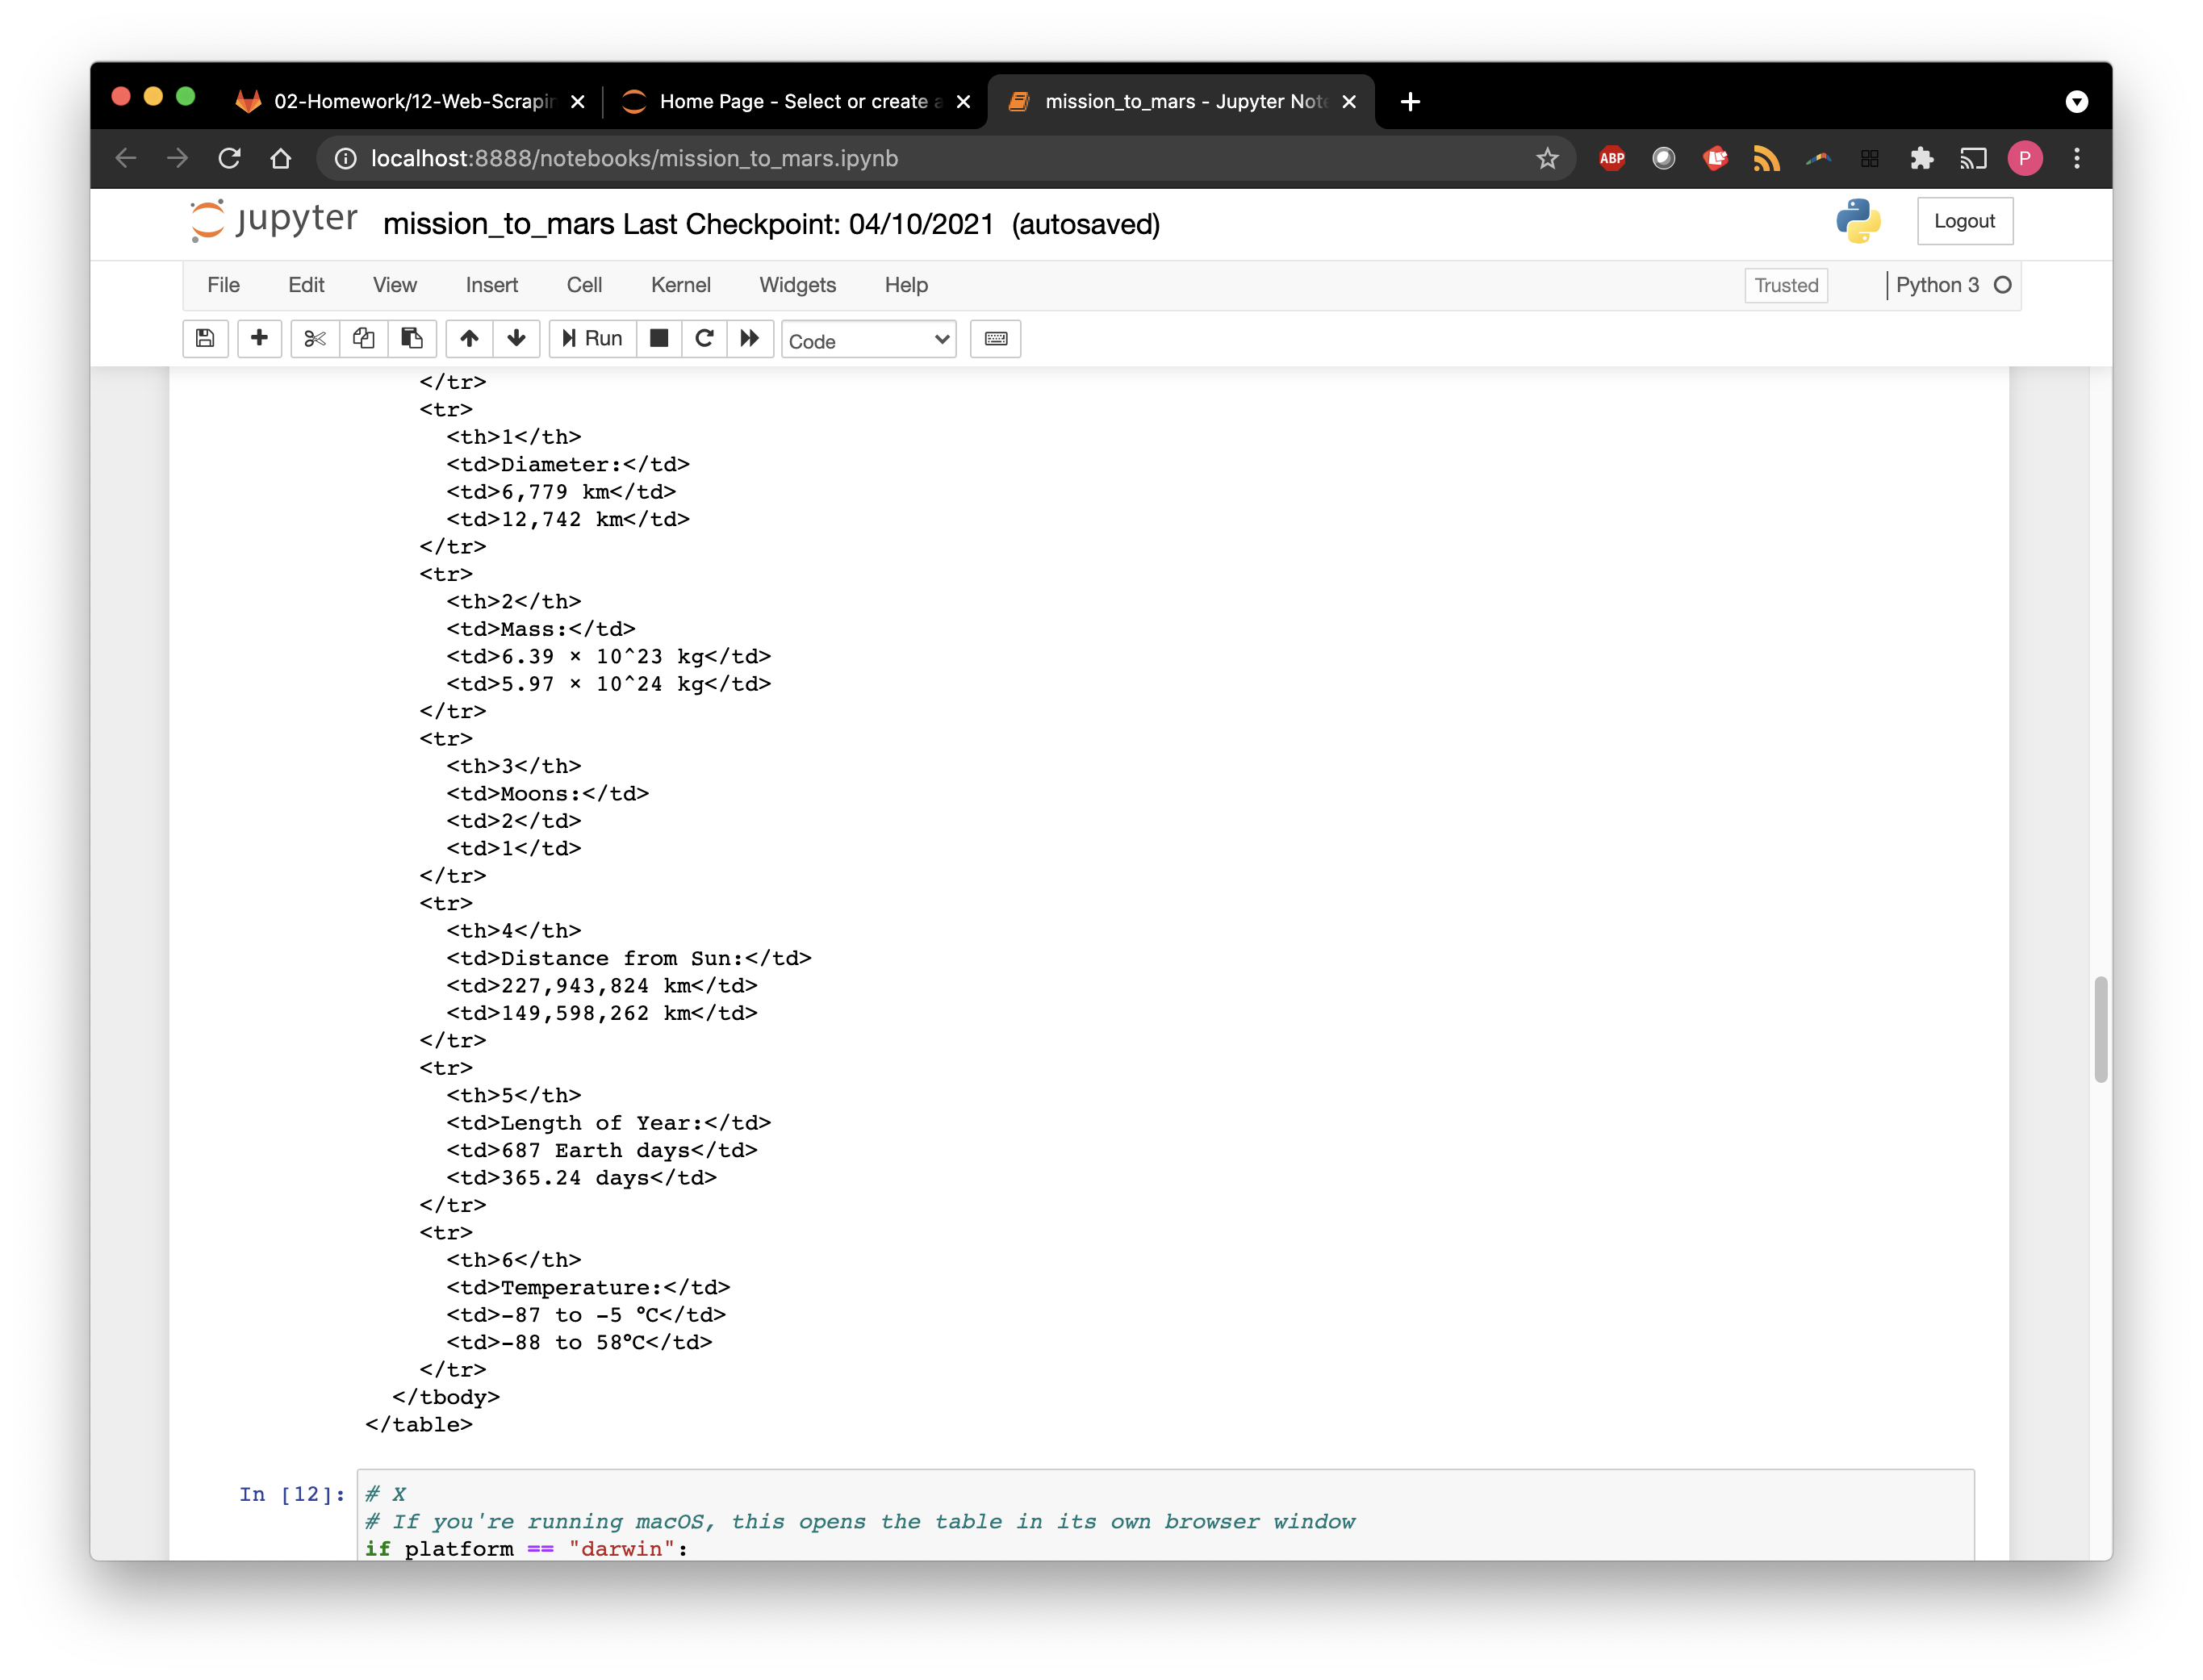 02-Homework/12-Web-Scrapin
Home Page - Select or create a
mission_to_mars - Jupyter Note
localhost:8888/notebooks/mission_to_mars.ipynb
ABP
P
jupyter mission_to_mars Last Checkpoint: 04/10/2021 (autosaved)
Logout
File Edit View Insert Cell Kernel Widgets Help
Trusted
Python 3
Run
Code
</tr>
<tr>
<th>1</th>
<td>Diameter:</td>
<td>6,779 km</td>
<td>12,742 km</td>
</tr>
<tr>
<th>2</th>
<td>Mass:</td>
<td>6.39 × 10^23 kg</td>
<td>5.97 × 10^24 kg</td>
</tr>
<tr>
<th>3</th>
<td>Moons:</td>
<td>2</td>
<td>1</td>
</tr>
<tr>
<th>4</th>
<td>Distance from Sun:</td>
<td>227,943,824 km</td>
<td>149,598,262 km</td>
</tr>
<tr>
<th>5</th>
<td>Length of Year:</td>
<td>687 Earth days</td>
<td>365.24 days</td>
</tr>
<tr>
<th>6</th>
<td>Temperature:</td>
<td>-87 to -5 °C</td>
<td>-88 to 58°C</td>
</tr>
</tbody>
</table>
In [12]: # X
# If you're running macOS, this opens the table in its own browser window
if platform == "darwin":